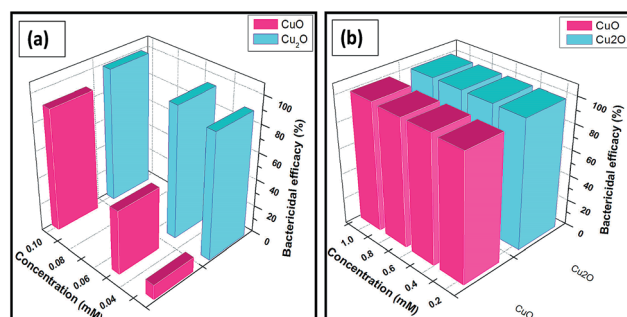 (a)
CuO
Cu₂O
100
80
60
40
20
0
Bactericidal efficacy (%)
0.10
0.08
0.06
0.04
Concentration (mM)
(b)
CuO
Cu2O
100
80
60
40
20
0
Bactericidal efficacy (%)
1.0
0.8
0.6
0.4
0.2
Concentration (mM)
Cu2O
CuO